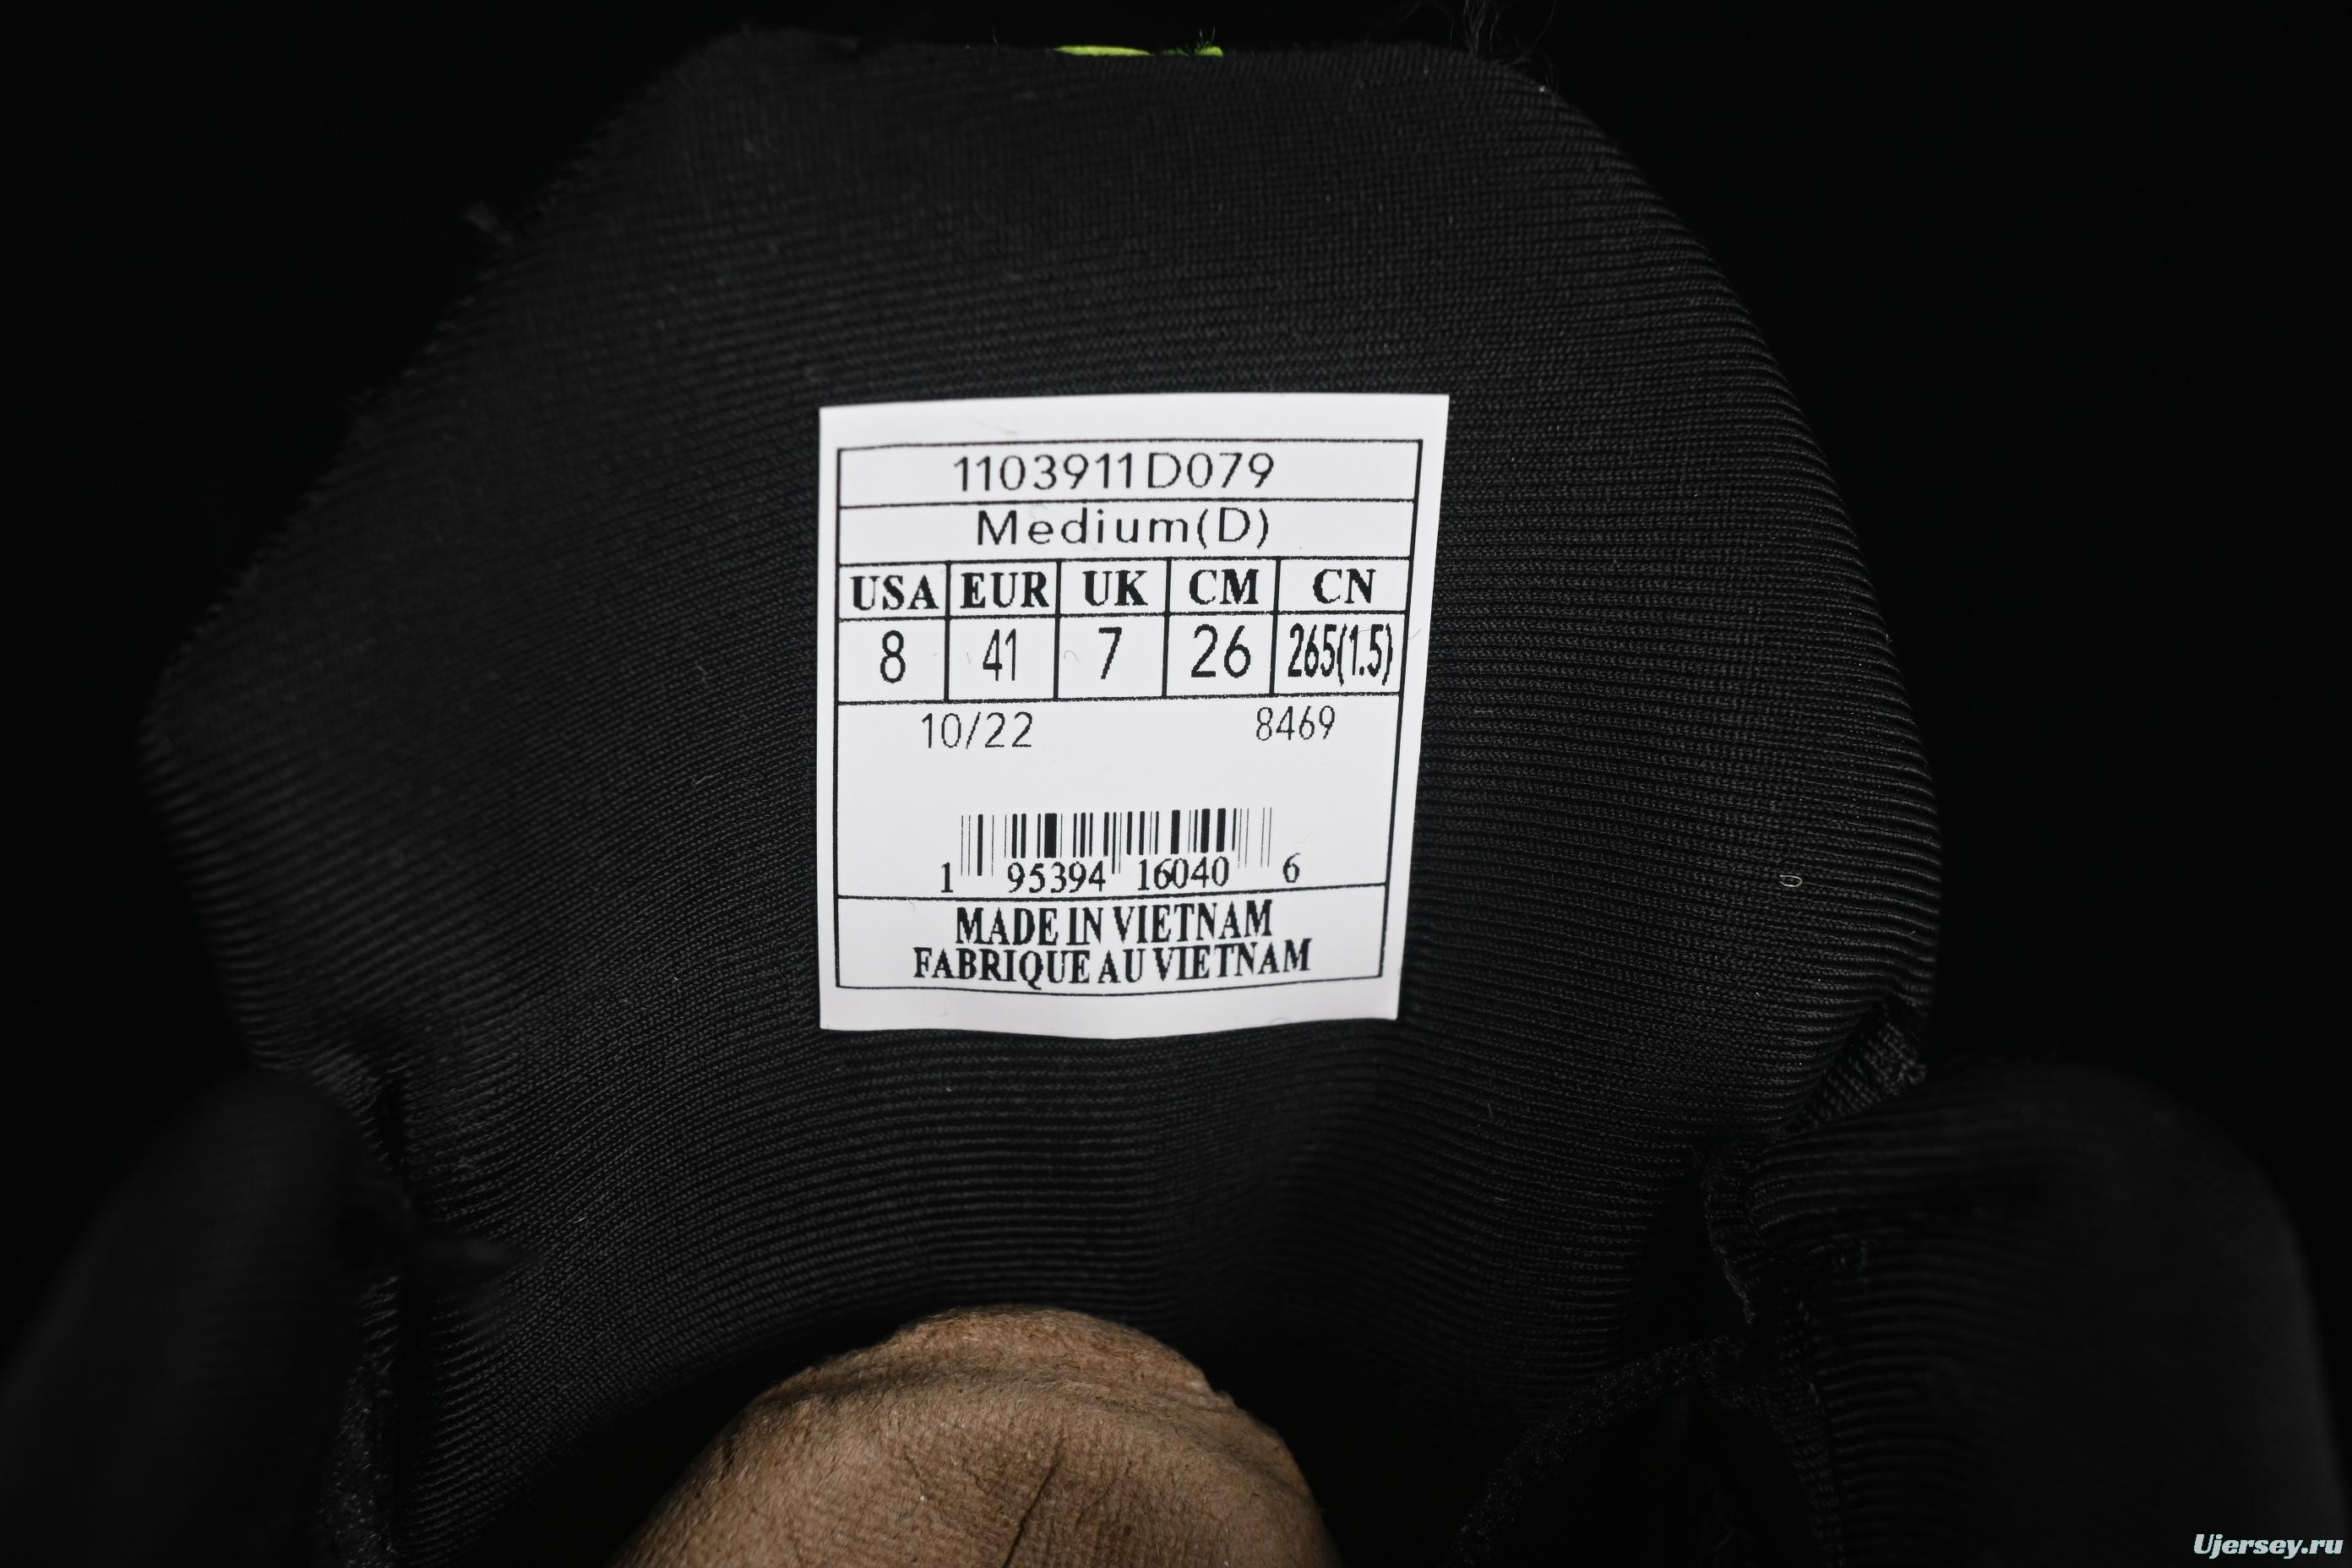 1103911D079
Medium(D)
USA EUR UK CM CN
8 41 7 26 265(1.5)
10/22 8469
1 95394 16040 6
MADE IN VIETNAM
FABRIQUE AU VIETNAM
Ujersey.ru